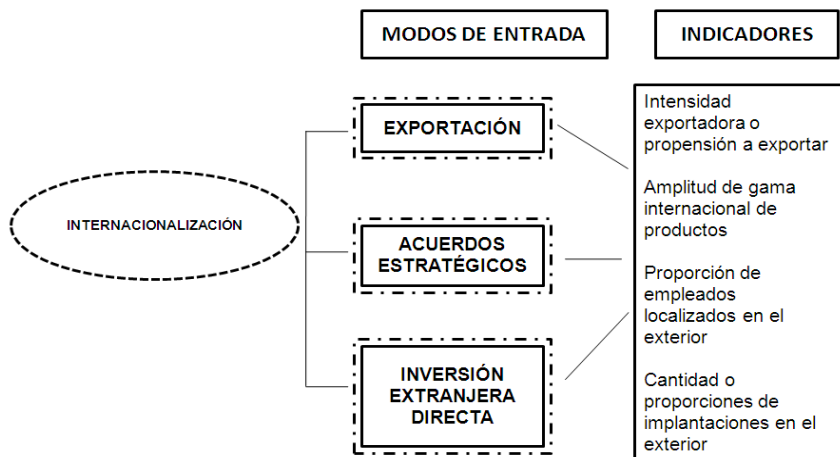 MODOS DE ENTRADA
INDICADORES
INTERNACIONALIZACIÓN
EXPORTACIÓN
ACUERDOS
ESTRATÉGICOS
INVERSIÓN
EXTRANJERA
DIRECTA
Intensidad
exportadora o
propensión a exportar
Amplitud de gama
internacional de
productos
Proporción de
empleados
localizados en el
exterior
Cantidad o
proporciones de
implantaciones en el
exterior